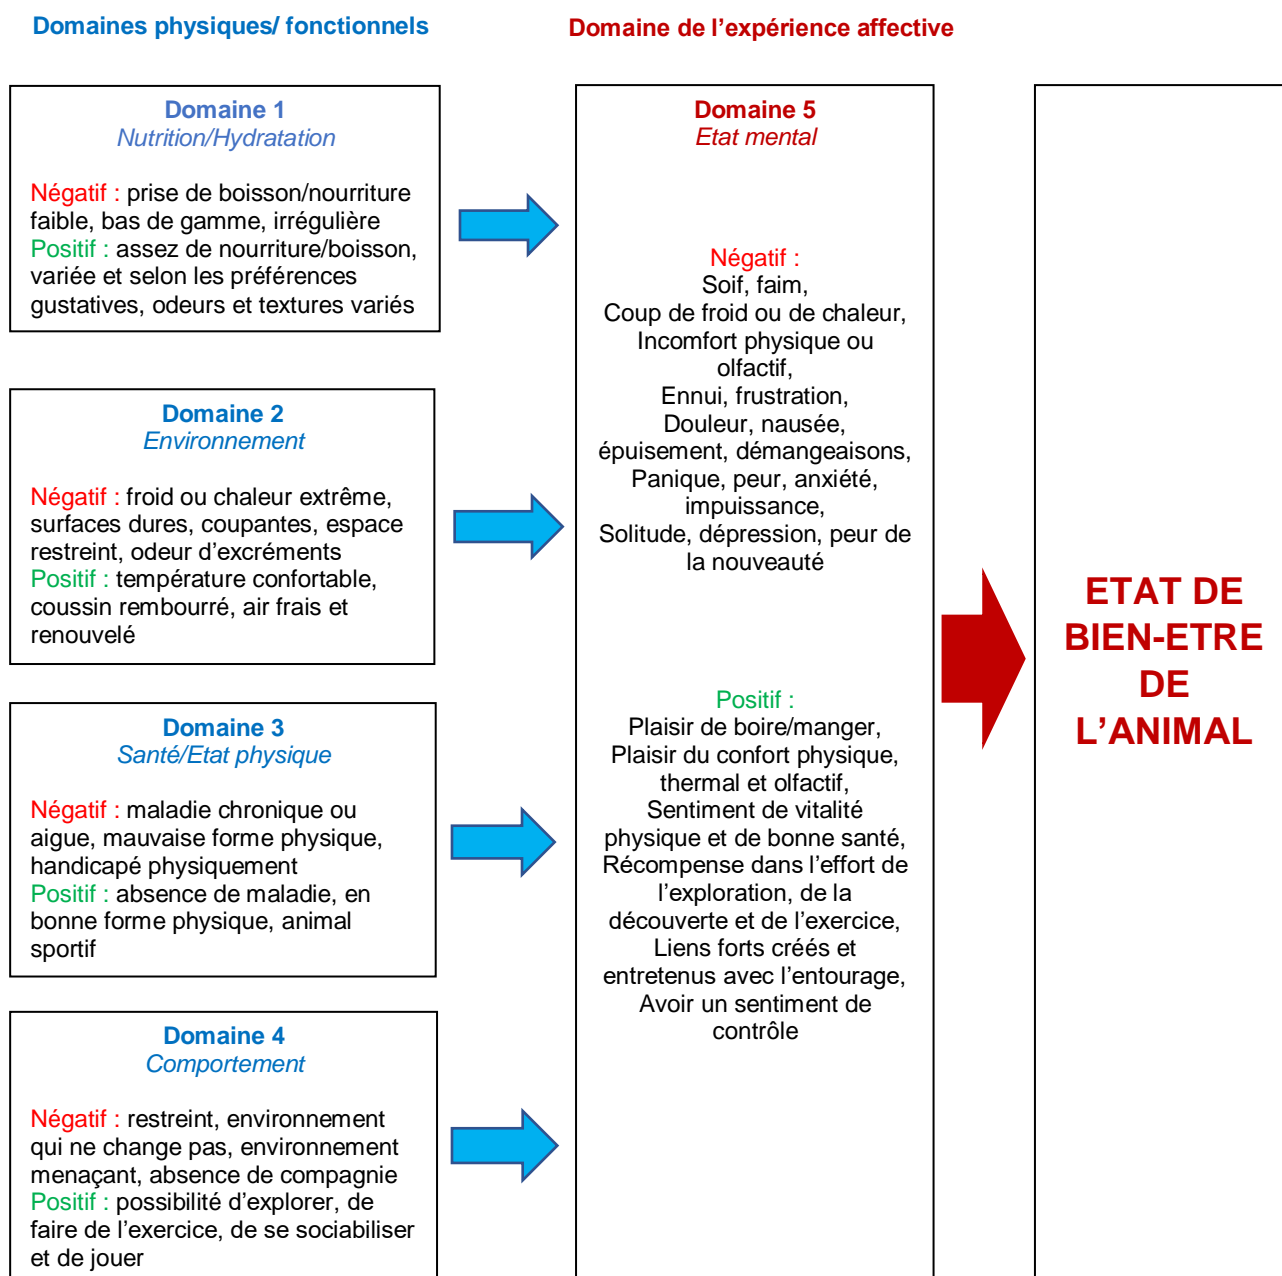 Domaines physiques/ fonctionnels
Domaine de l’expérience affective
Domaine 1
Nutrition/Hydratation
Négatif : prise de boisson/nourriture
faible, bas de gamme, irrégulière
Positif : assez de nourriture/boisson,
variée et selon les préférences
gustatives, odeurs et textures variés
Domaine 2
Environnement
Négatif : froid ou chaleur extrême,
surfaces dures, coupantes, espace
restreint, odeur d’excréments
Positif : température confortable,
coussin rembourré, air frais et
renouvelé
Domaine 3
Santé/Etat physique
Négatif : maladie chronique ou
aigue, mauvaise forme physique,
handicapé physiquement
Positif : absence de maladie, en
bonne forme physique, animal
sportif
Domaine 4
Comportement
Négatif : restreint, environnement
qui ne change pas, environnement
menaçant, absence de compagnie
Positif : possibilité d’explorer, de
faire de l’exercice, de se sociabiliser
et de jouer
Domaine 5
Etat mental
Négatif :
Soif, faim,
Coup de froid ou de chaleur,
Incomfort physique ou
olfactif,
Ennui, frustration,
Douleur, nausée,
épuisement, démangeaisons,
Panique, peur, anxiété,
impuissance,
Solitude, dépression, peur de
la nouveauté
Positif :
Plaisir de boire/manger,
Plaisir du confort physique,
thermal et olfactif,
Sentiment de vitalité
physique et de bonne santé,
Récompense dans l’effort de
l’exploration, de la
découverte et de l’exercice,
Liens forts créés et
entretenus avec l’entourage,
Avoir un sentiment de
contrôle
ETAT DE
BIEN-ETRE
DE
L’ANIMAL